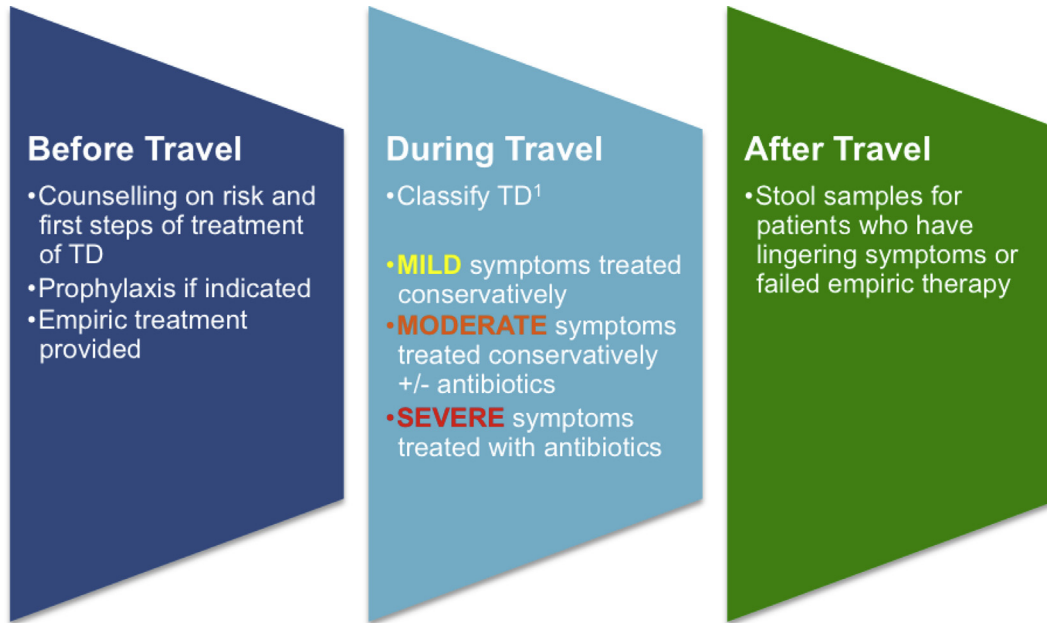 Before Travel
•Counselling on risk and
first steps of treatment
of TD
•Prophylaxis if indicated
•Empiric treatment
provided
During Travel
•Classify TD¹
•MILD symptoms treated
conservatively
•MODERATE symptoms
treated conservatively
+/- antibiotics
•SEVERE symptoms
treated with antibiotics
After Travel
•Stool samples for
patients who have
lingering symptoms or
failed empiric therapy